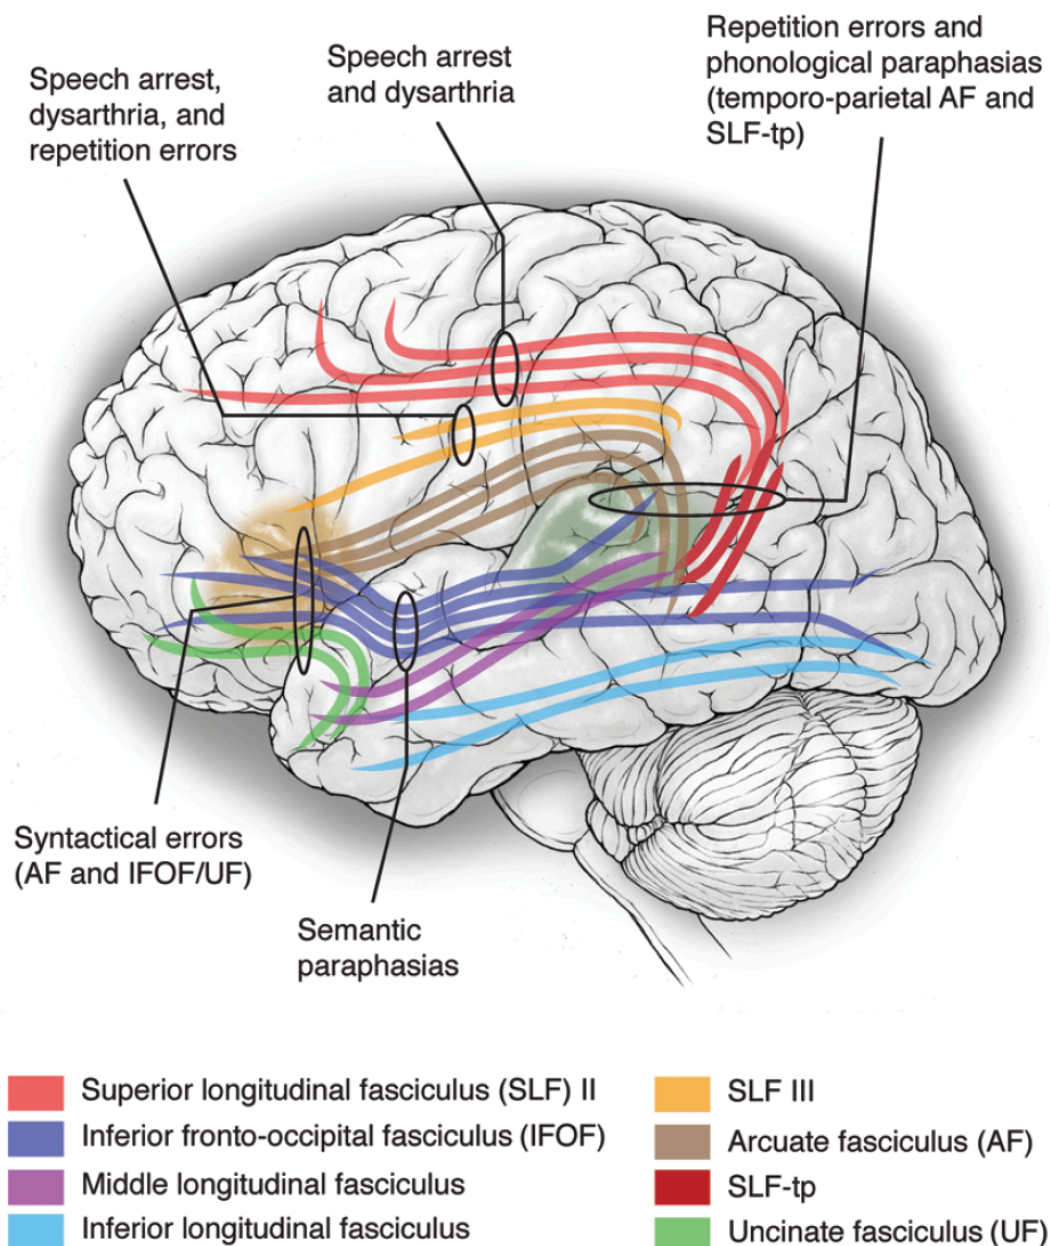 Speech arrest,
dysarthria, and
repetition errors
Speech arrest
and dysarthria
Repetition errors and
phonological paraphasias
(temporo-parietal AF and
SLF-tp)
Syntactical errors
(AF and IFOF/UF)
Semantic
paraphasias
Superior longitudinal fasciculus (SLF) II
Inferior fronto-occipital fasciculus (IFOF)
Middle longitudinal fasciculus
Inferior longitudinal fasciculus
SLF III
Arcuate fasciculus (AF)
SLF-tp
Uncinate fasciculus (UF)